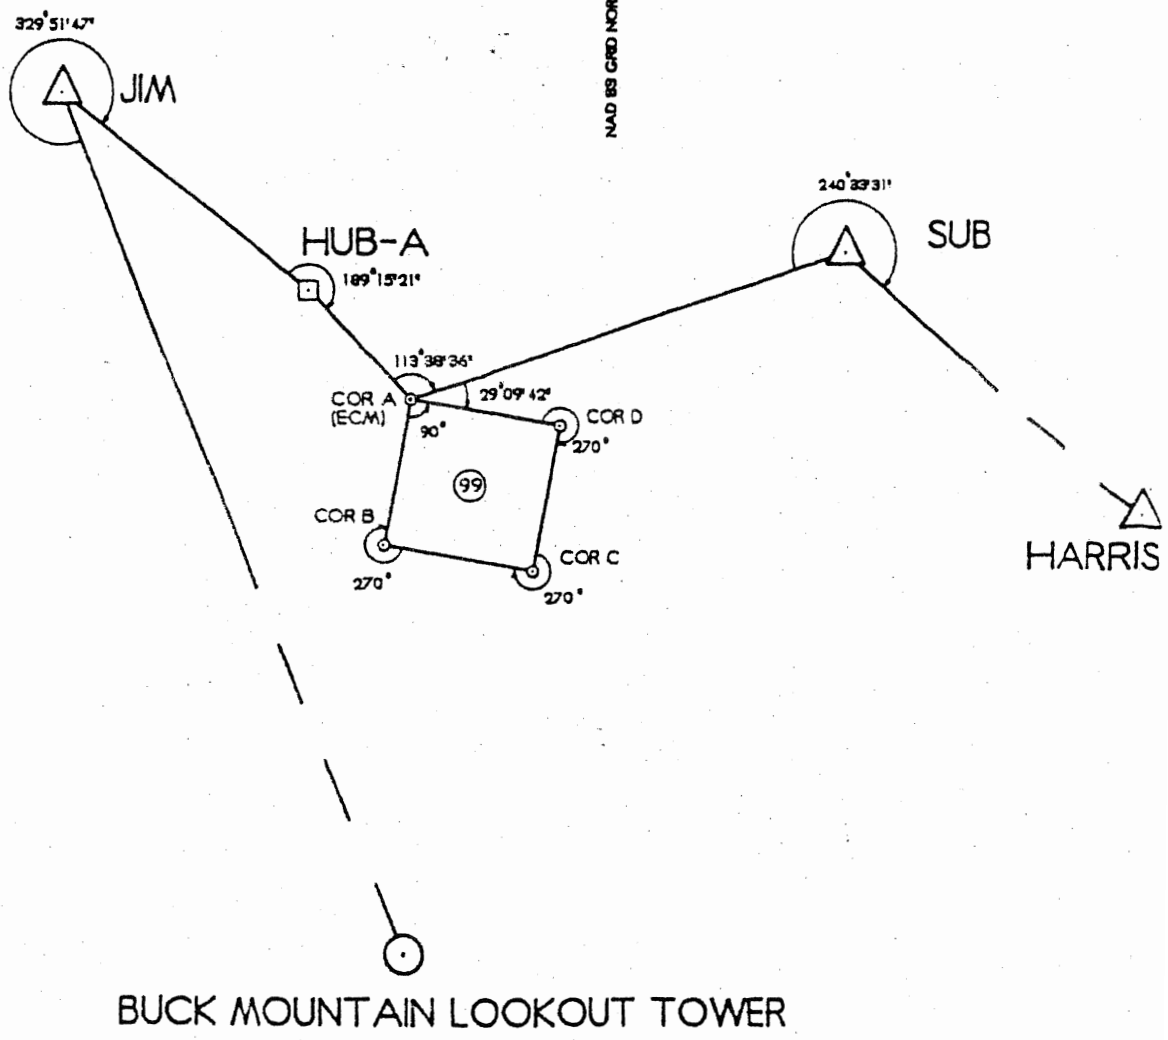 329°51'47"
JIM
NAD 89 GRID NOR
240°33'31"
SUB
HUB-A
189°15'21"
113°38'36"
COR A
(ECM)
29°09'42"
90°
COR D
270°
99
COR B
270°
COR C
270°
HARRIS
BUCK MOUNTAIN LOOKOUT TOWER